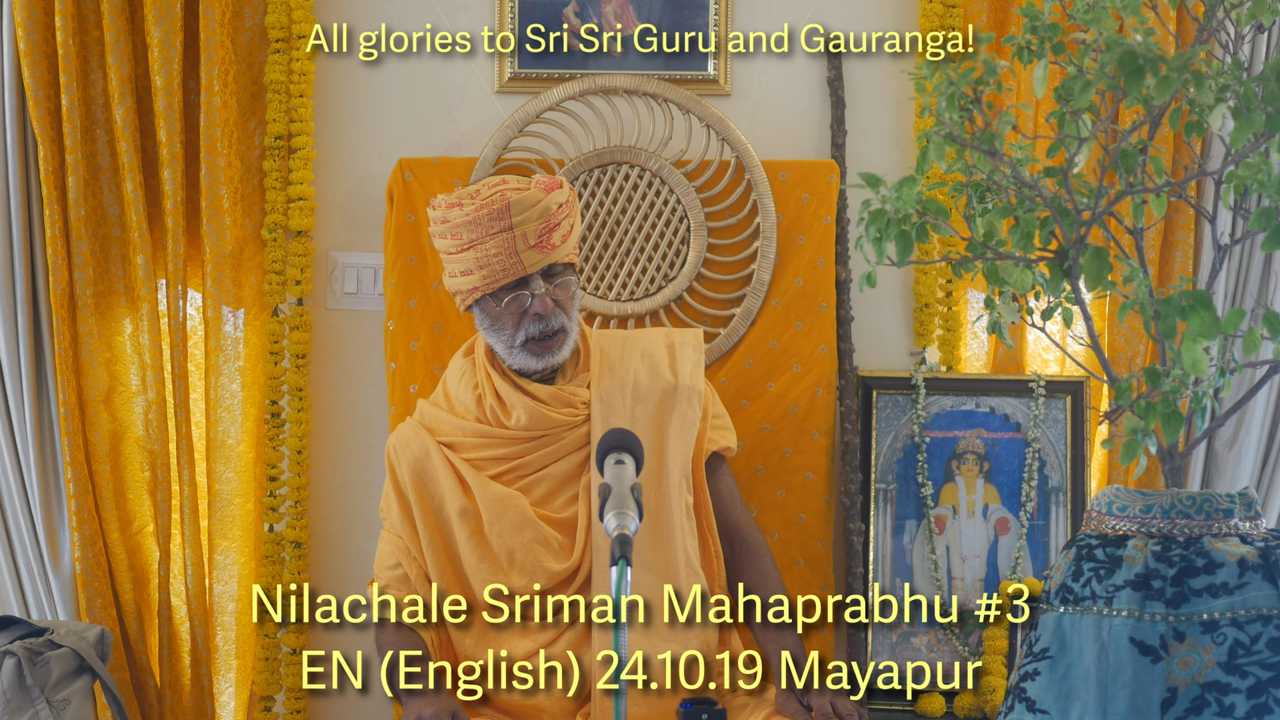 All glories to Sri Sri Guru and Gauranga!
Nilachale Sriman Mahaprabhu #3
EN (English) 24.10.19 Mayapur